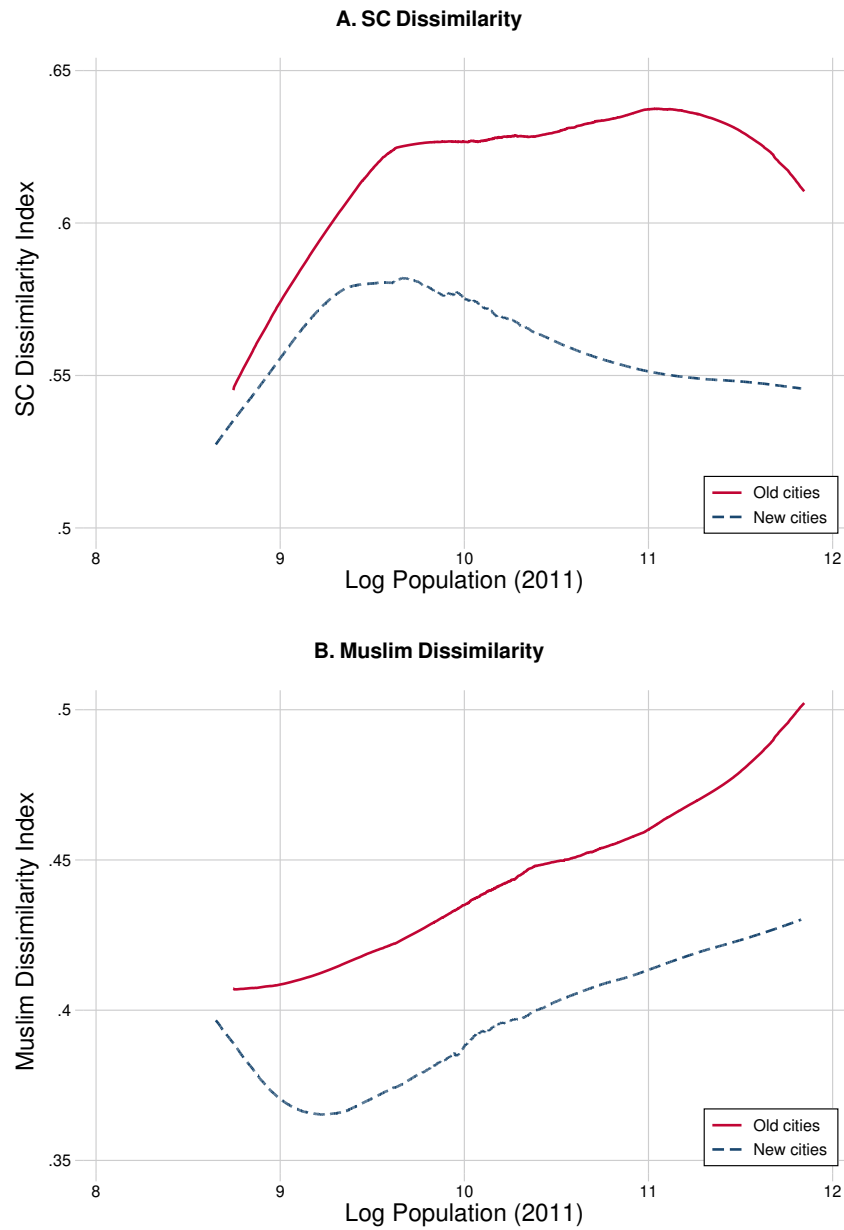 A. SC Dissimilarity
SC Dissimilarity Index
.65
.6
.55
.5
Old cities
New cities
8 9 10 11 12
Log Population (2011)
B. Muslim Dissimilarity
Muslim Dissimilarity Index
.5
.45
.4
.35
Old cities
New cities
8 9 10 11 12
Log Population (2011)